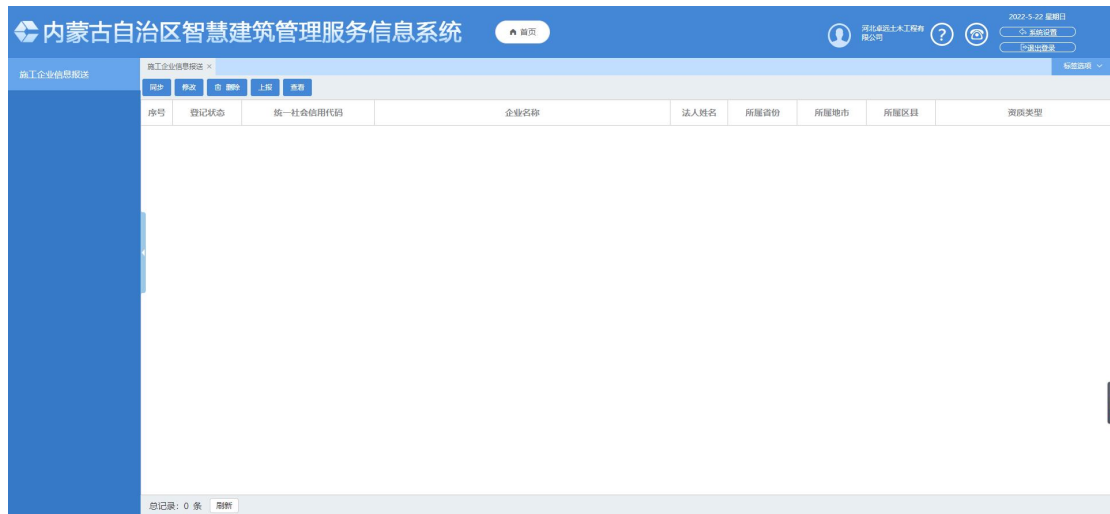 内蒙古自治区智慧建筑管理服务信息系统
首页
河北卓远土木工程有
限公司
?
2022-5-22 星期日
系统设置
退出登录
施工企业信息报送
施工企业信息报送 ×
标签选项
同步 修改 删除 上报 查看
序号 登记状态 统一社会信用代码 企业名称 法人姓名 所属省份 所属地市 所属区县 资质类型
总记录: 0 条 刷新